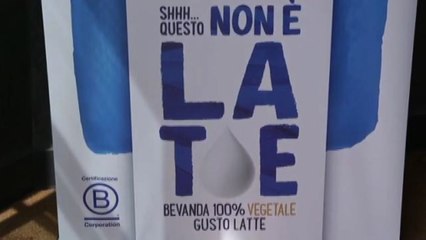 SHHH...
QUESTO NON È
LA
TE
BEVANDA 100% VEGETALE
GUSTO LATTE
Certificazione
B
Corporation